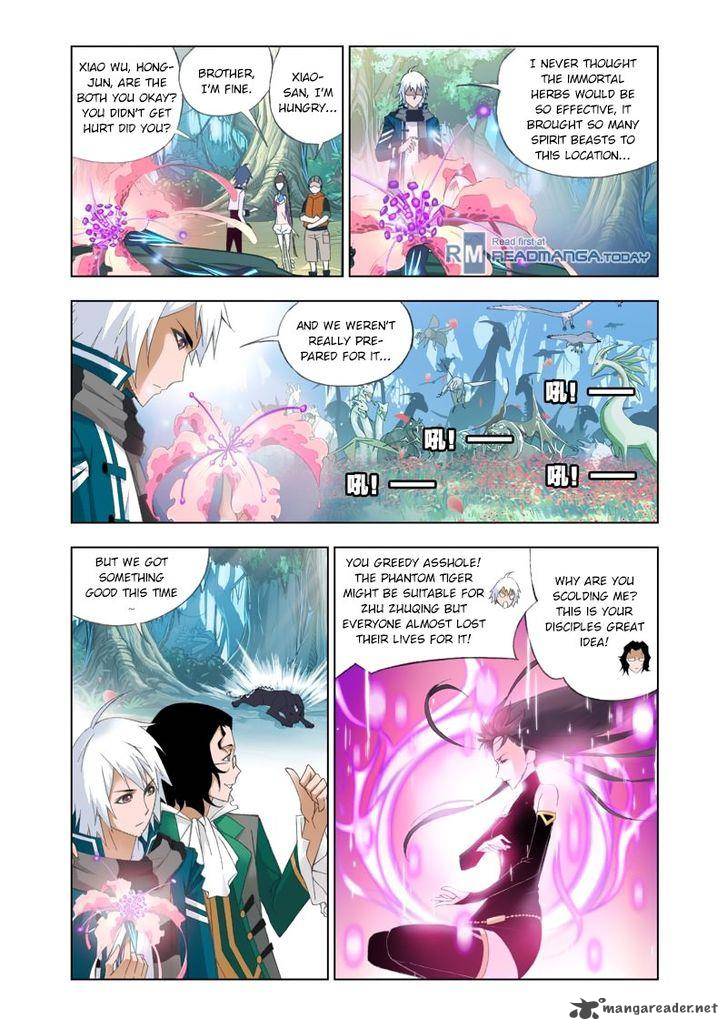 XIAO WU, HONG-
JUN, ARE THE
BOTH YOU OKAY?
YOU DIDN'T GET
HURT DID YOU?
BROTHER,
I'M FINE.
XIAO-
SAN, I'M
HUNGRY...
I NEVER THOUGHT
THE IMMORTAL
HERBS WOULD BE
SO EFFECTIVE, IT
BROUGHT SO MANY
SPIRIT BEASTS TO
THIS LOCATION...
RM
Read first at
READMANGA.TODAY
AND WE WEREN'T
REALLY PRE-
PARED FOR IT...
吼! ——
吼! ——
吼! ——
吼! ——
BUT WE GOT
SOMETHING
GOOD THIS TIME
~
YOU GREEDY ASSHOLE!
THE PHANTOM TIGER
MIGHT BE SUITABLE FOR
ZHU ZHUQING BUT
EVERYONE ALMOST LOST
THEIR LIVES FOR IT!
WHY ARE YOU
SCOLDING ME?
THIS IS YOUR
DISCIPLES GREAT
IDEA!
mangareader.net